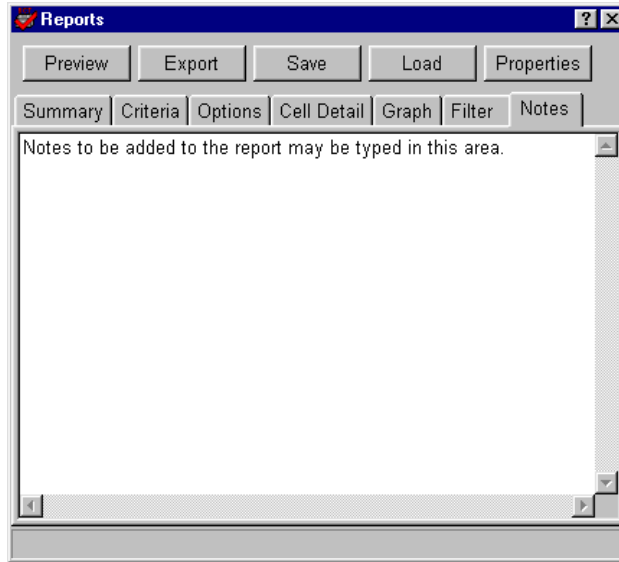 Reports
Preview Export Save Load Properties
Summary Criteria Options Cell Detail Graph Filter Notes
Notes to be added to the report may be typed in this area.